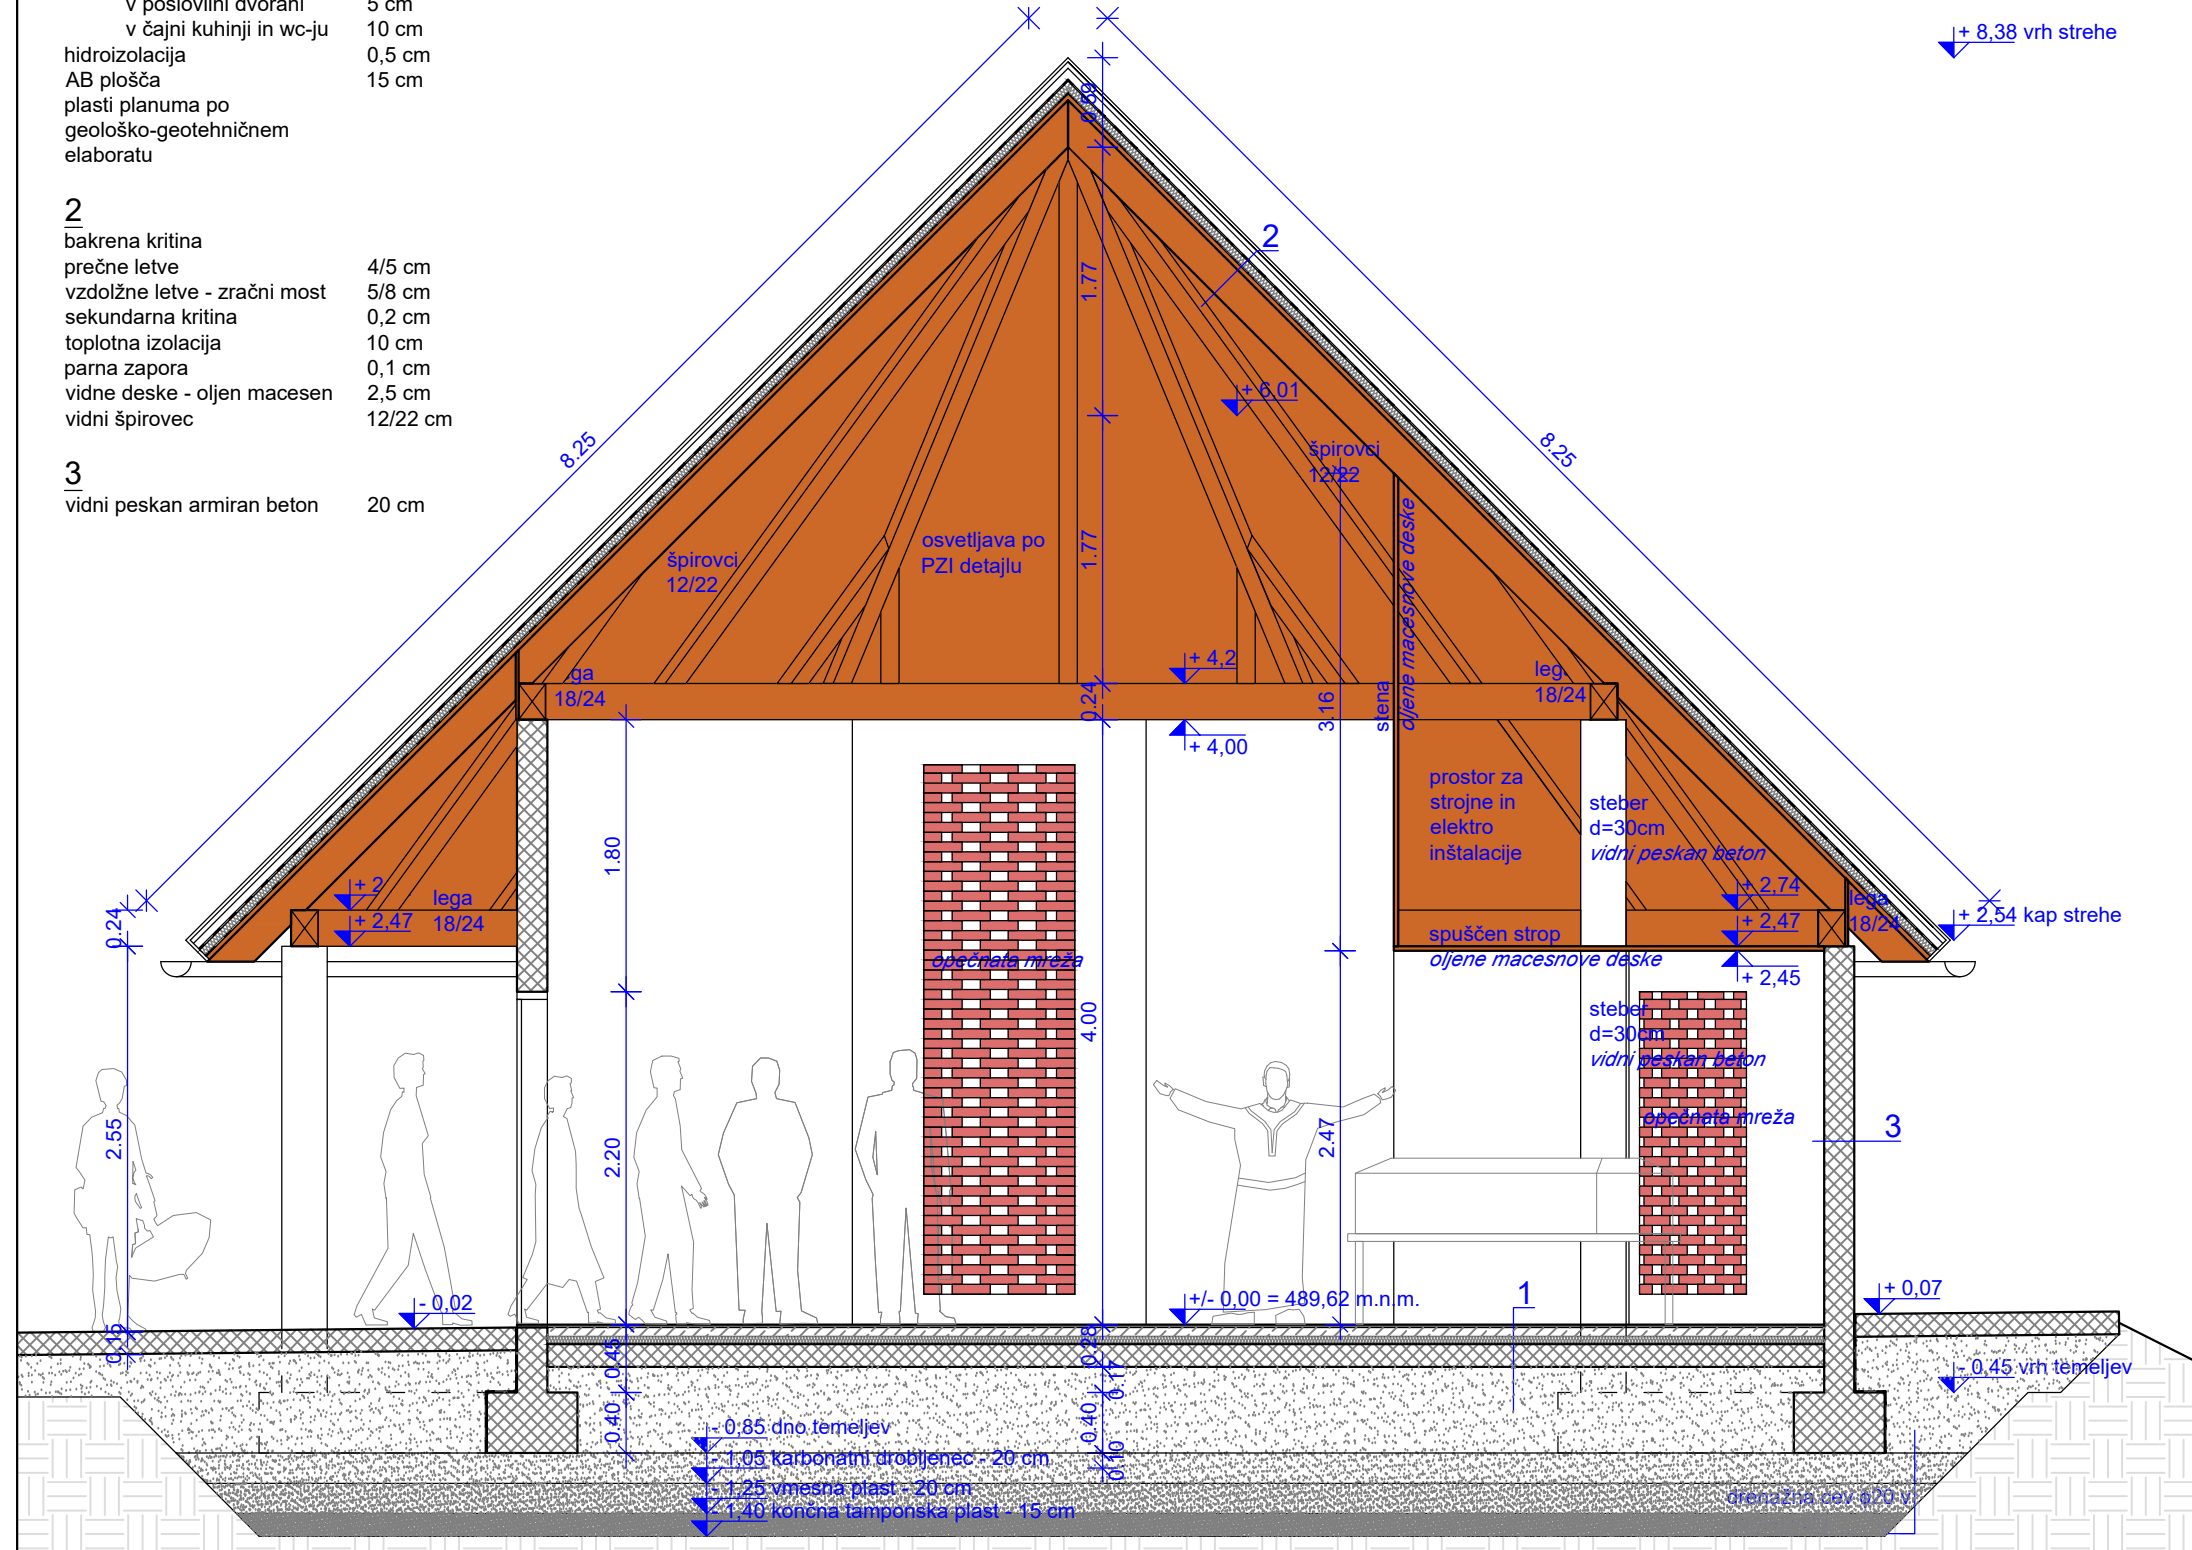 v poslovilni dvorani 5 cm
v čajni kuhinji in wc-ju 10 cm
hidroizolacija 0,5 cm
AB plošča 15 cm
plasti planuma po
geološko-geotehničnem
elaboratu
2
bakrena kritina
prečne letve 4/5 cm
vzdolžne letve - zračni most 5/8 cm
sekundarna kritina 0,2 cm
toplotna izolacija 10 cm
parna zapora 0,1 cm
vidne deske - oljen macesen 2,5 cm
vidni špirovec 12/22 cm
3
vidni peskan armiran beton 20 cm
+ 8,38 vrh strehe
0.59
2
1.77
+ 6,01
8.25
8.25
špirovci
12/22
osvetljava po
PZI detajlu
1.77
špirovci
12/22
stena
oljene macesnove deske
ga
18/24
+ 4,2
0.24
3.16
leg
18/24
+ 4,00
prostor za
strojne in
elektro
inštalacije
steber
d=30cm
vidni peskan beton
1.80
+ 2
+ 2,47
lega
18/24
0.24
+ 2,74
+ 2,47
lega
18/24
+ 2,54 kap strehe
spuščen strop
oljene macesnove deske
+ 2,45
opečnata mreža
4.00
steber
d=30cm
vidni peskan beton
opečnata mreža
3
2.55
2.20
2.47
- 0,02
+/- 0,00 = 489,62 m.n.m.
1
+ 0,07
0.15
0.45
0.28
0.17
- 0,45 vrh temeljev
0.40
0.40
0.10
- 0,85 dno temeljev
- 1,05 karbonatni drobljenec - 20 cm
- 1,25 vmesna plast - 20 cm
- 1,40 končna tamponska plast - 15 cm
drenažna cev φ20 v